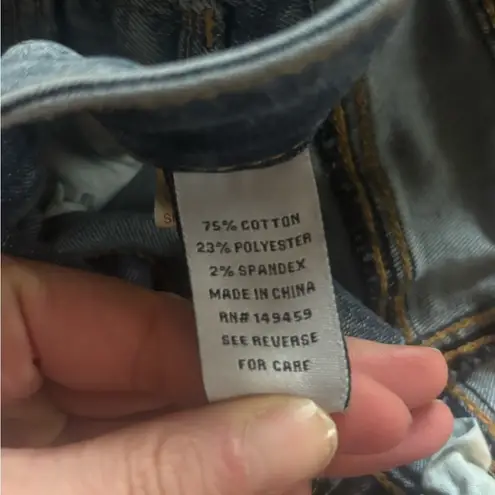 75% COTTON
23% POLYESTER
2% SPANDEX
MADE IN CHINA
RN# 149459
SEE REVERSE
FOR CARE